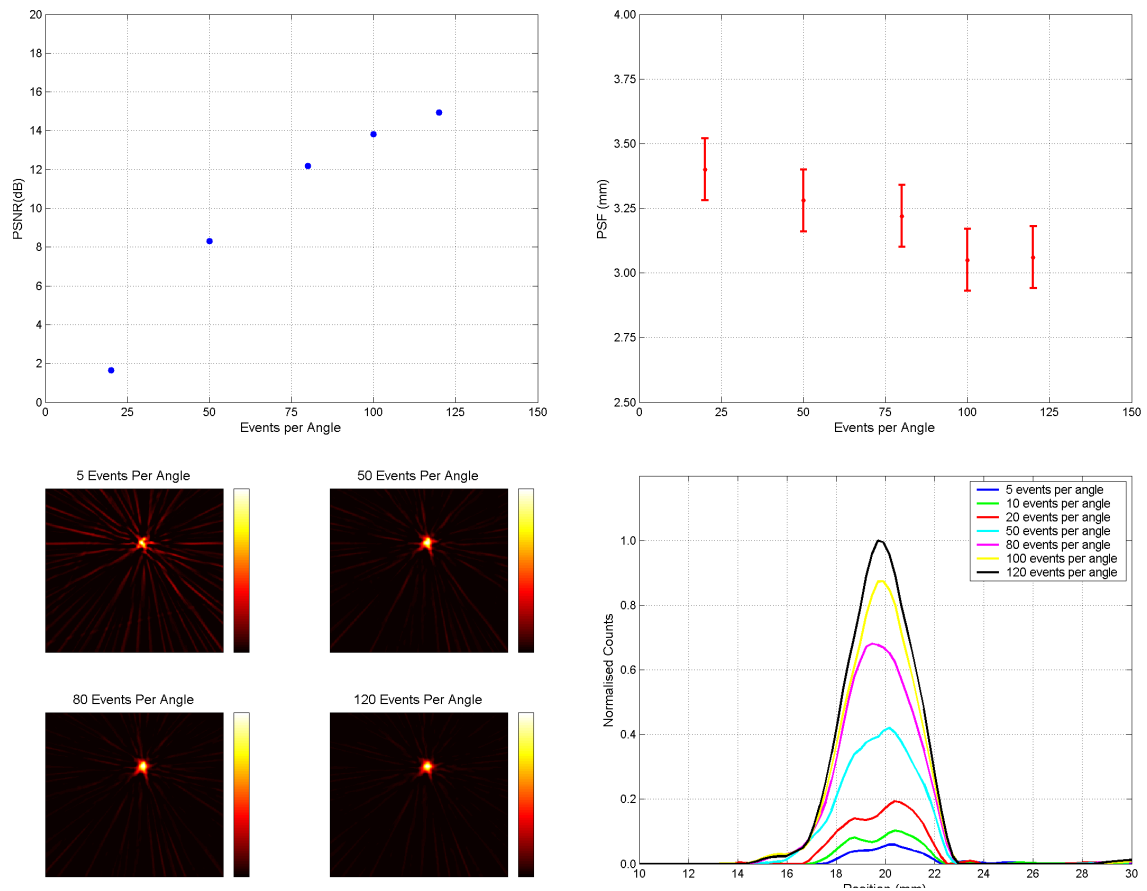 20
18
16
14
12
10
8
6
4
2
0
PSNR(dB)
0 25 50 75 100 125 150
Events per Angle
4.00
3.75
3.50
3.25
3.00
2.75
2.50
PSF (mm)
0 25 50 75 100 125 150
Events per Angle
5 Events Per Angle
50 Events Per Angle
80 Events Per Angle
120 Events Per Angle
5 events per angle
10 events per angle
20 events per angle
50 events per angle
80 events per angle
100 events per angle
120 events per angle
1.0
0.8
0.6
0.4
0.2
0.0
Normalised Counts
10 12 14 16 18 20 22 24 26 28 30
Position (mm)